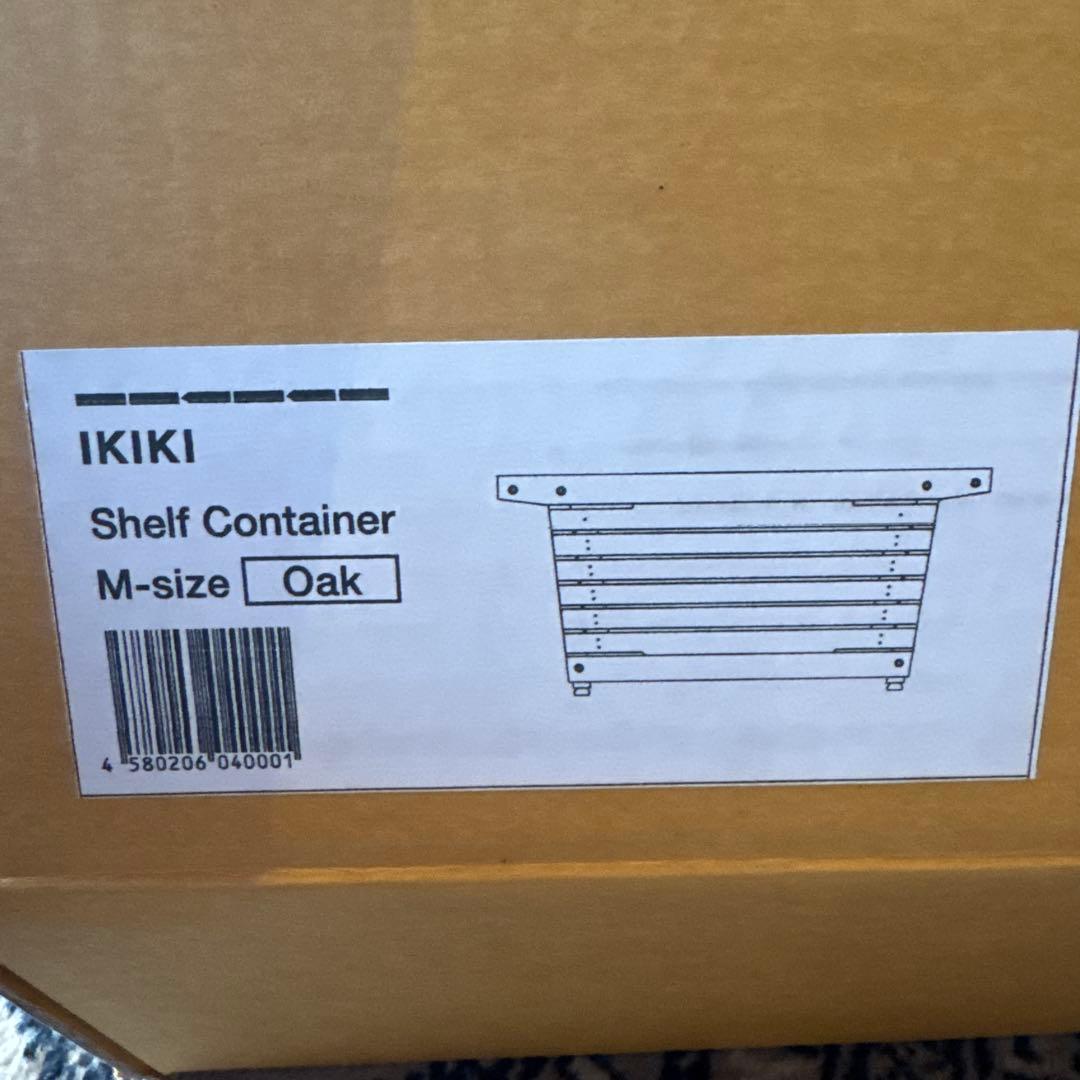 IKIKI
Shelf Container
M-size Oak
4 580206 040001